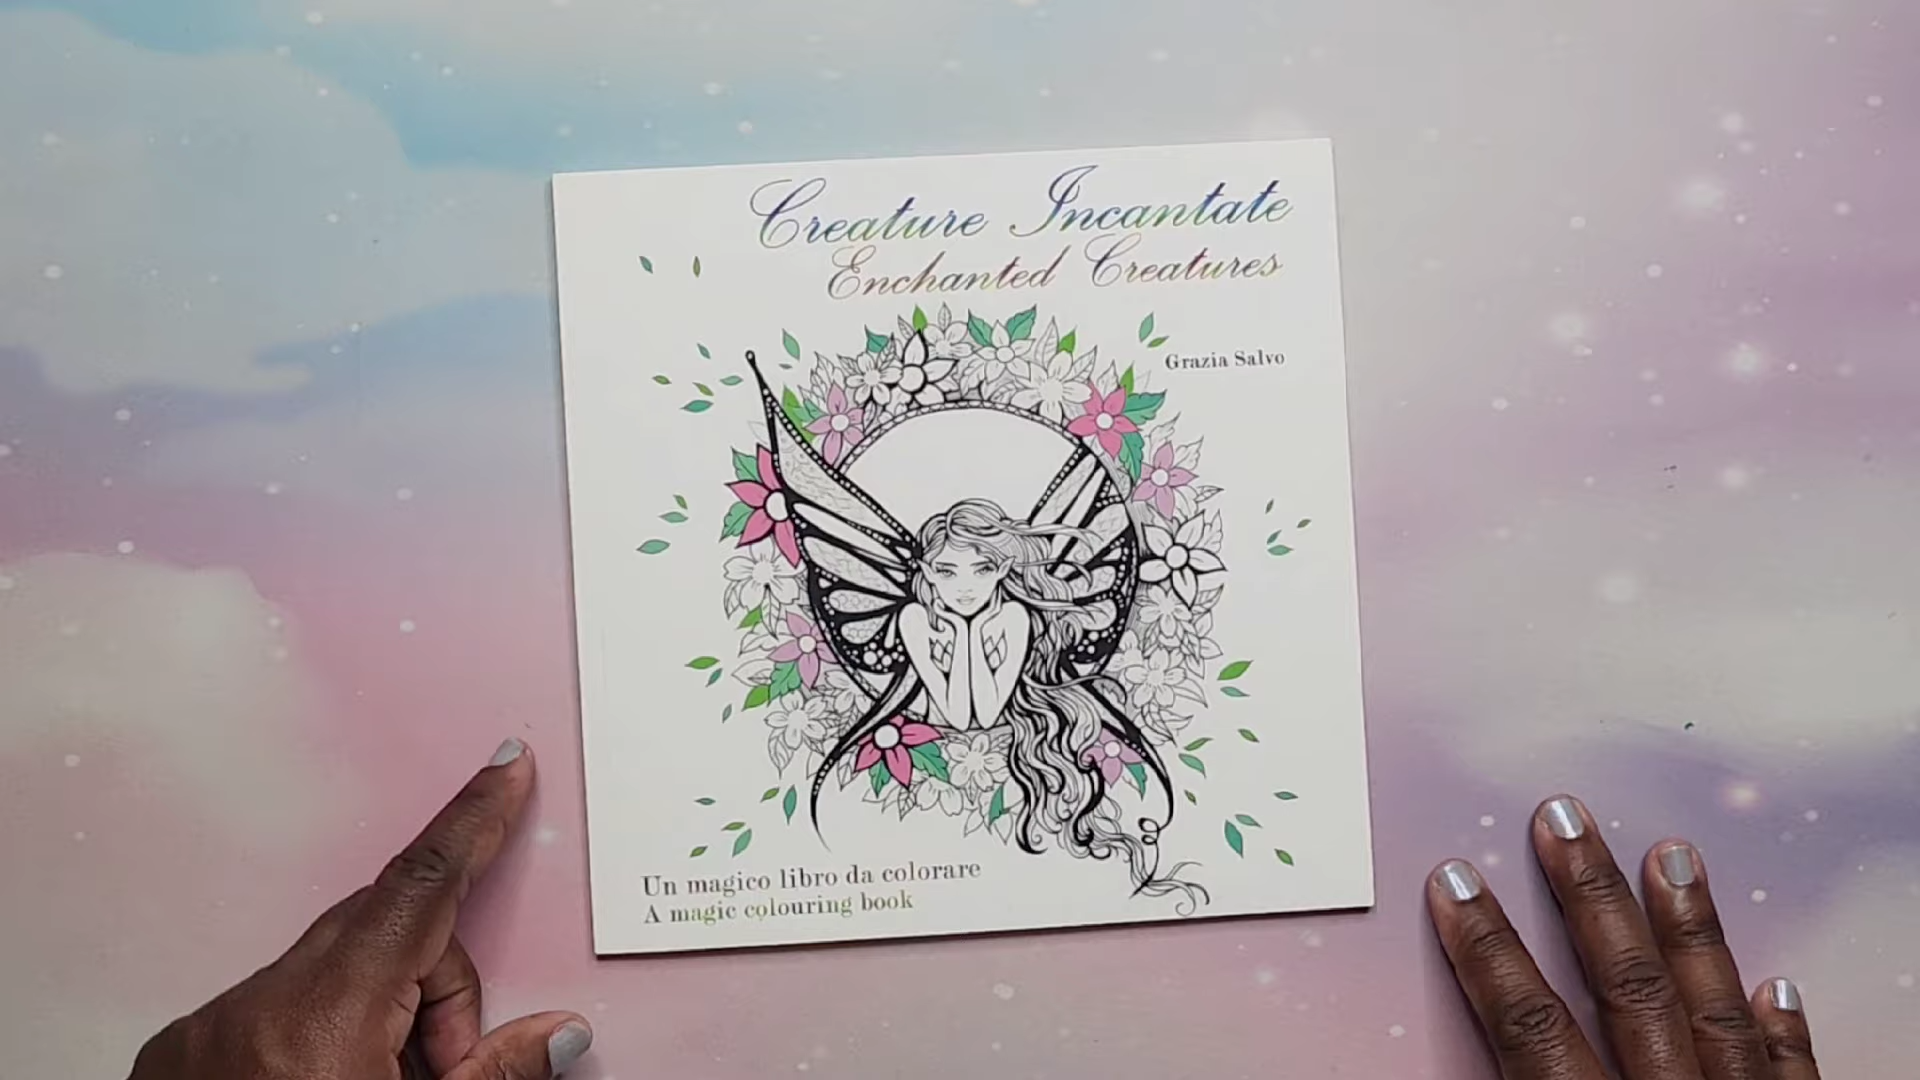 Creature Incantate
Enchanted Creatures
Grazia Salvo
Un magico libro da colorare
A magic colouring book